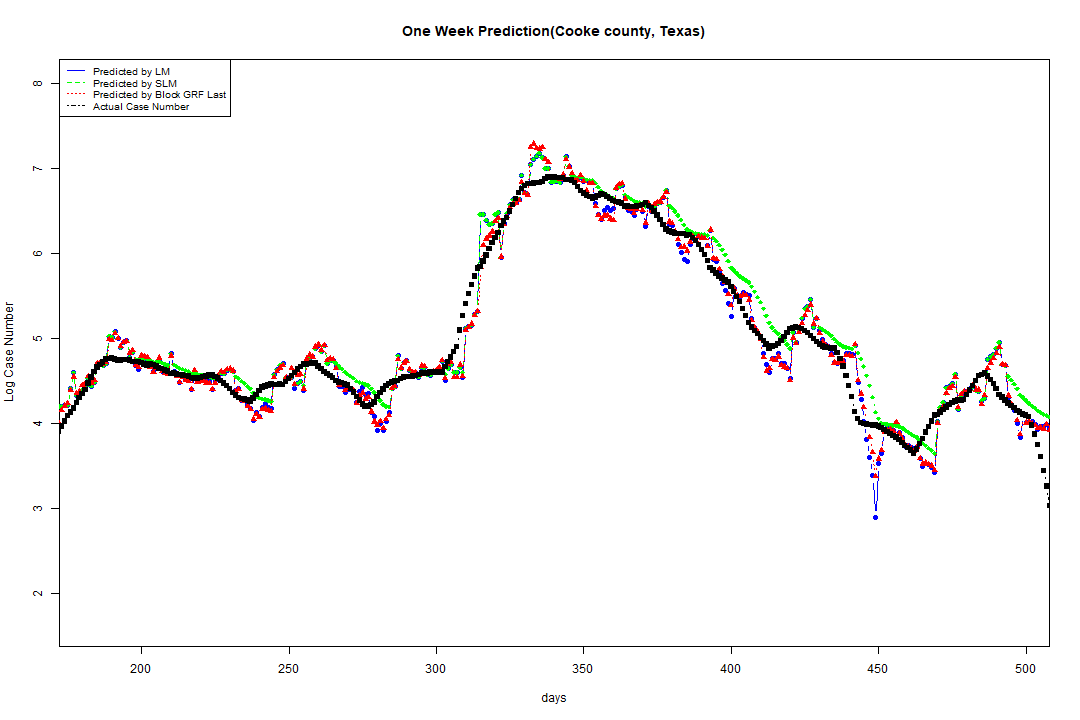 One Week Prediction(Cooke county, Texas)
Predicted by LM
Predicted by SLM
Predicted by Block GRF Last
Actual Case Number
8
7
6
5
4
3
2
Log Case Number
200 250 300 350 400 450 500
days